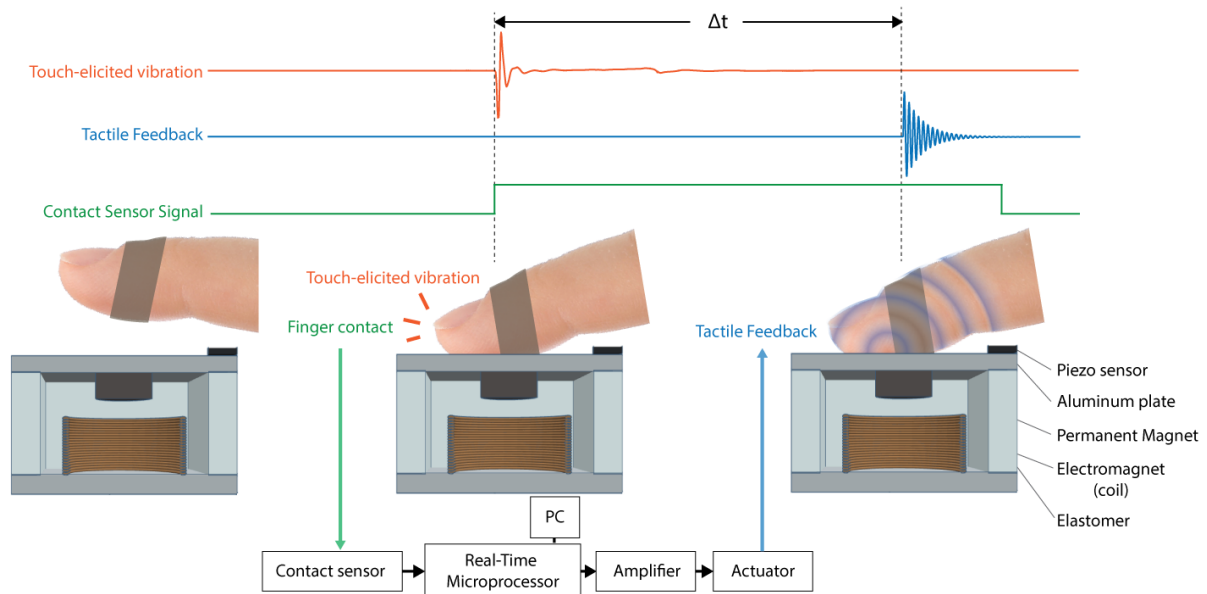 Δt
Touch-elicited vibration
Tactile Feedback
Contact Sensor Signal
Touch-elicited vibration
Finger contact
Tactile Feedback
Piezo sensor
Aluminum plate
Permanent Magnet
Electromagnet
(coil)
Elastomer
PC
Contact sensor
Real-Time
Microprocessor
Amplifier
Actuator